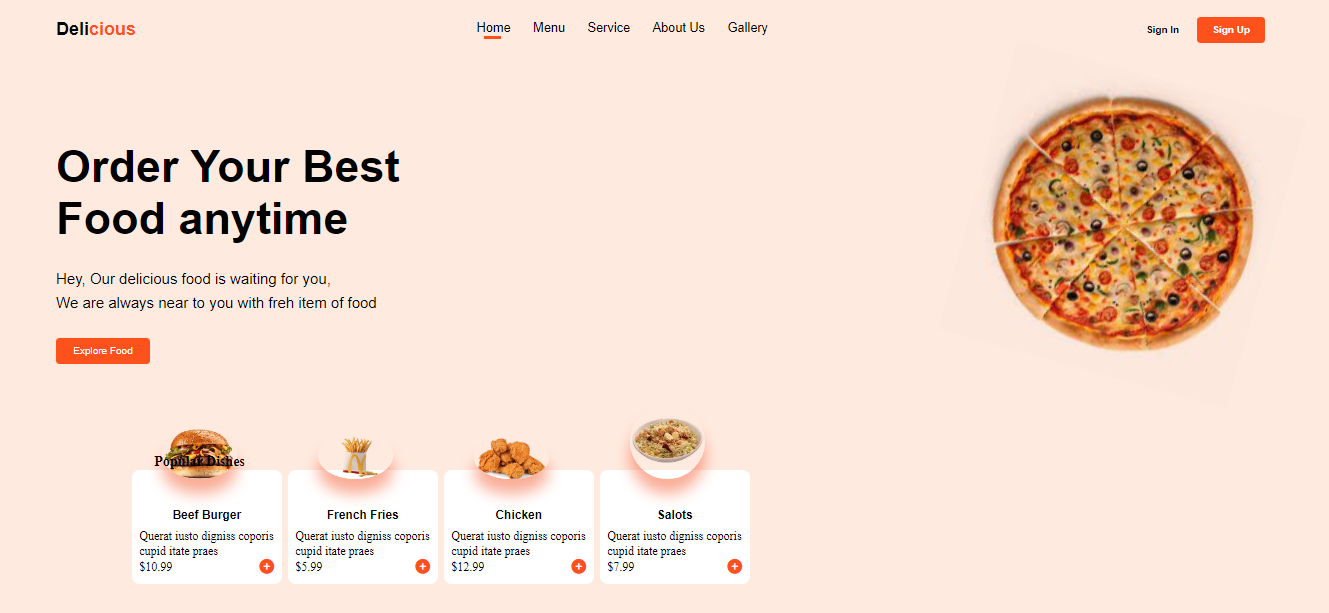 Delicious
Home Menu Service About Us Gallery
Sign In Sign Up
Order Your Best
Food anytime
Hey, Our delicious food is waiting for you,
We are always near to you with freh item of food
Explore Food
Popular Dishes
Beef Burger
Querat iusto digniss coporis
cupid itate praes
$10.99
French Fries
Querat iusto digniss coporis
cupid itate praes
$5.99
Chicken
Querat iusto digniss coporis
cupid itate praes
$12.99
Salots
Querat iusto digniss coporis
cupid itate praes
$7.99